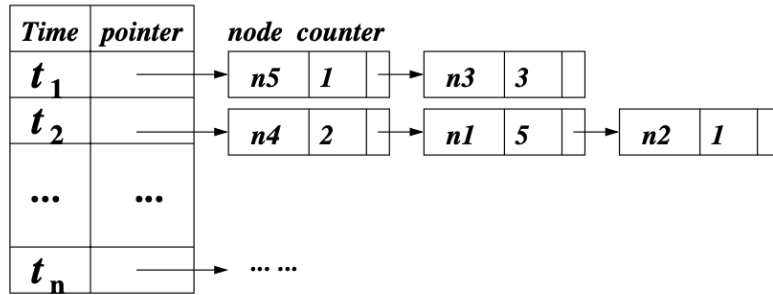 Time pointer node counter
t1 n5 1 n3 3
t2 n4 2 n1 5 n2 1
... ...
tn ... ...